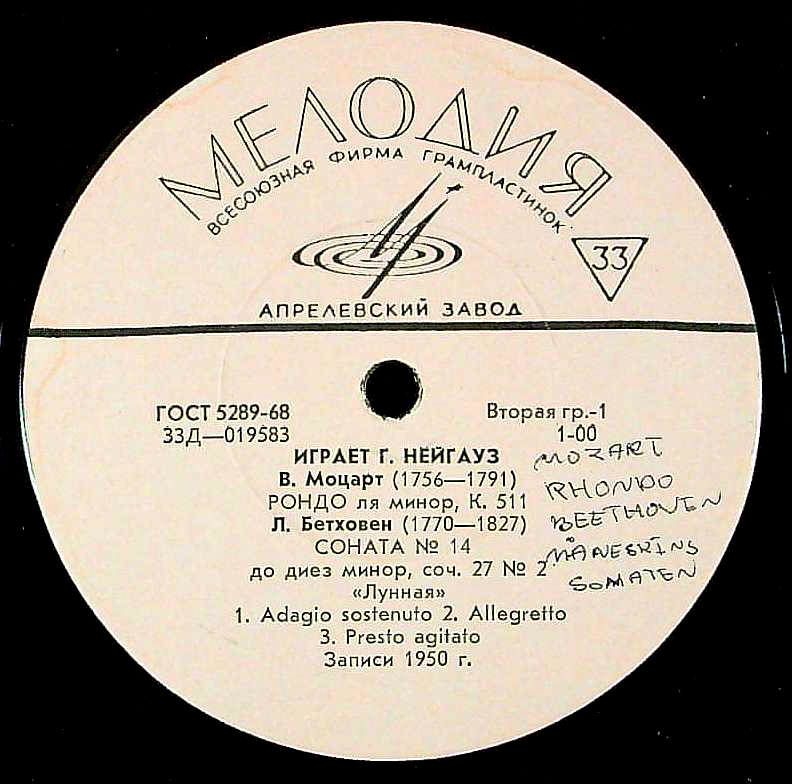 МЕЛОДИЯ
ВСЕСОЮЗНАЯ ФИРМА ГРАМПЛАСТИНОК
33
АПРЕЛЕВСКИЙ ЗАВОД
ГОСТ 5289-68
33Д—019583
Вторая гр.-1
1-00
ИГРАЕТ Г. НЕЙГАУЗ
В. Моцарт (1756—1791)
РОНДО ля минор, К. 511
Л. Бетховен (1770—1827)
СОНАТА № 14
до диез минор, соч. 27 № 2
«Лунная»
1. Adagio sostenuto 2. Allegretto
3. Presto agitato
Записи 1950 г.
MOZART
RHONDO
BEETHOVEN
MÅNESKINS
SOMATEN